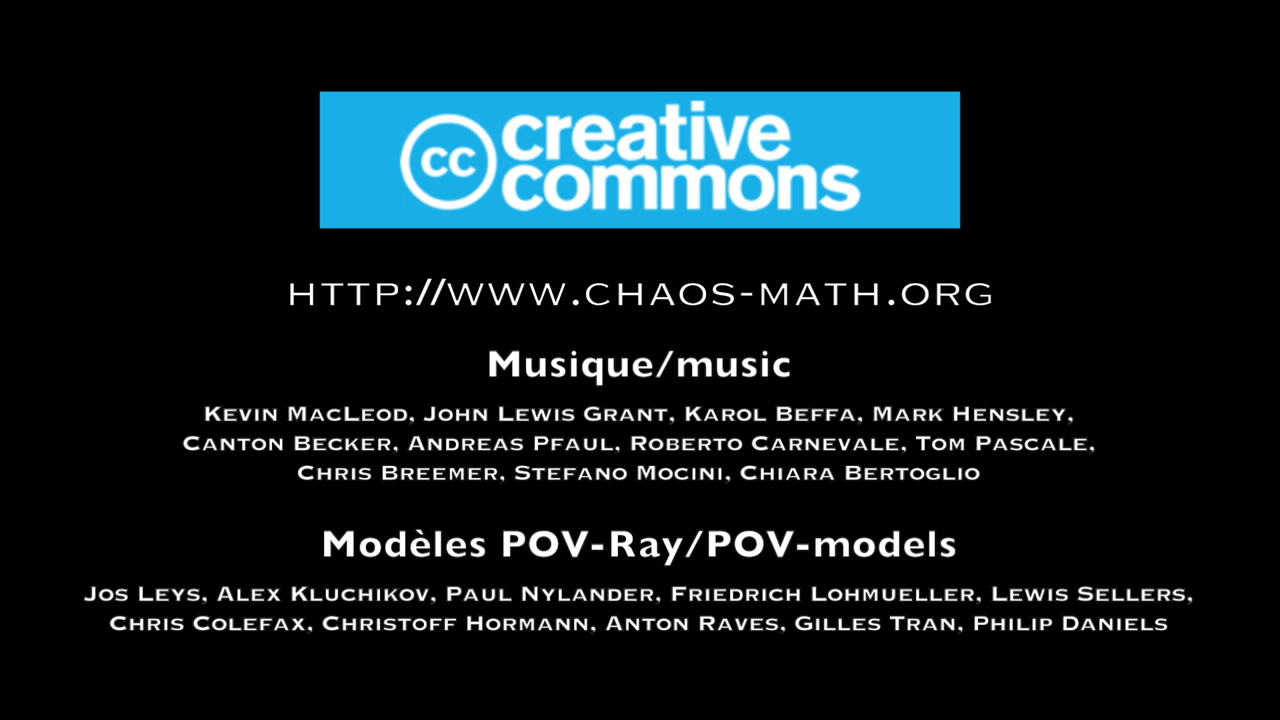 cc creative
commons
HTTP://WWW.CHAOS-MATH.ORG
Musique/music
KEVIN MACLEOD, JOHN LEWIS GRANT, KAROL BEFFA, MARK HENSLEY,
CANTON BECKER, ANDREAS PFAUL, ROBERTO CARNEVALE, TOM PASCALE,
CHRIS BREEMER, STEFANO MOCINI, CHIARA BERTOGLIO
Modèles POV-Ray/POV-models
JOS LEYS, ALEX KLUCHIKOV, PAUL NYLANDER, FRIEDRICH LOHMUELLER, LEWIS SELLERS,
CHRIS COLEFAX, CHRISTOFF HORMANN, ANTON RAVES, GILLES TRAN, PHILIP DANIELS